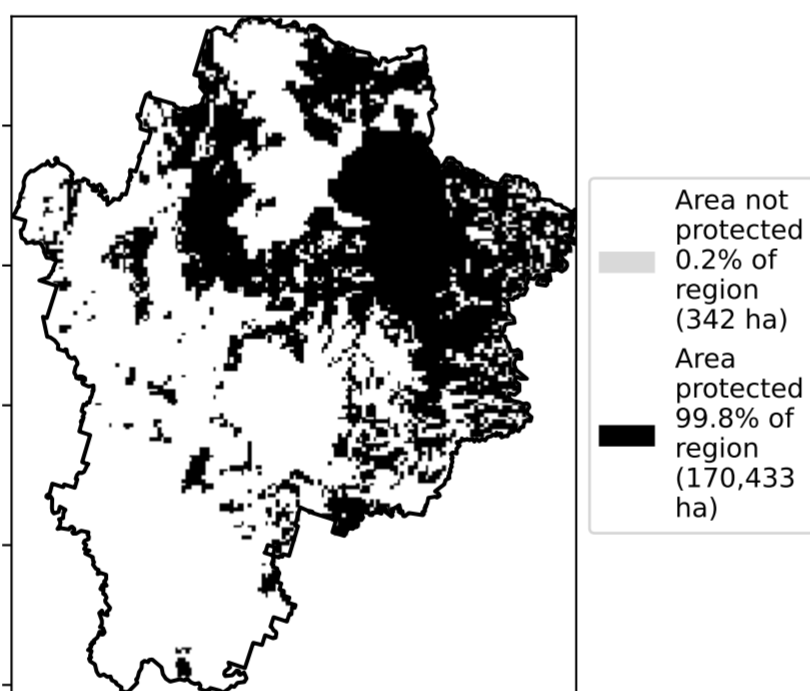 Area not
protected
0.2% of
region
(342 ha)
Area
protected
99.8% of
region
(170,433
ha)